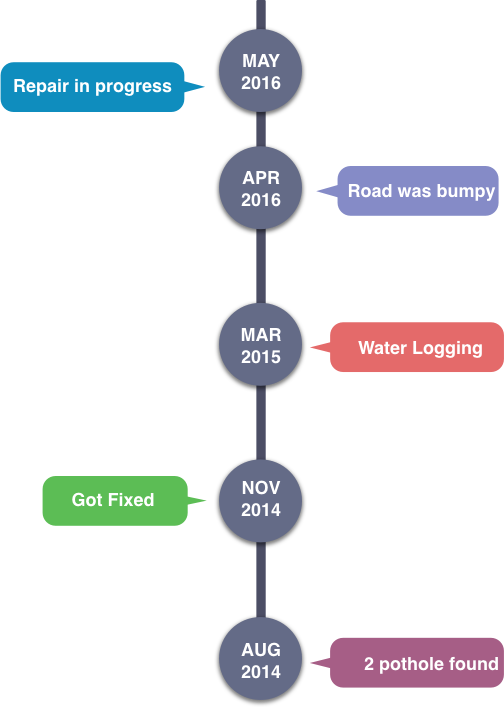 MAY
2016
Repair in progress
APR
2016
Road was bumpy
MAR
2015
Water Logging
NOV
2014
Got Fixed
AUG
2014
2 pothole found